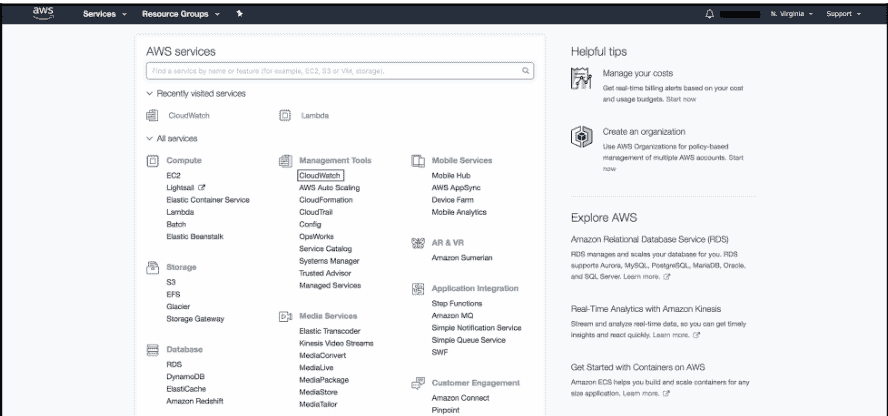 aws
Services
Resource Groups
N. Virginia
Support
AWS services
Find a service by name or feature (for example, EC2, S3 or VM, storage).
Recently visited services
CloudWatch
Lambda
All services
Compute
EC2
Lightsail
Elastic Container Service
Lambda
Batch
Elastic Beanstalk
Storage
S3
EFS
Glacier
Storage Gateway
Database
RDS
DynamoDB
ElastiCache
Amazon Redshift
Management Tools
CloudWatch
AWS Auto Scaling
CloudFormation
CloudTrail
Config
OpsWorks
Service Catalog
Systems Manager
Trusted Advisor
Managed Services
Media Services
Elastic Transcoder
Kinesis Video Streams
MediaConvert
MediaLive
MediaPackage
MediaStore
MediaTailor
Mobile Services
Mobile Hub
AWS AppSync
Device Farm
Mobile Analytics
AR & VR
Amazon Sumerian
Application Integration
Step Functions
Amazon MQ
Simple Notification Service
Simple Queue Service
SWF
Customer Engagement
Amazon Connect
Pinpoint
Helpful tips
Manage your costs
Get real-time billing alerts based on your cost
and usage budgets. Start now
Create an organization
Use AWS Organizations for policy-based
management of multiple AWS accounts. Start
now
Explore AWS
Amazon Relational Database Service (RDS)
RDS manages and scales your database for you. RDS
supports Aurora, MySQL, PostgreSQL, MariaDB, Oracle,
and SQL Server. Learn more.
Real-Time Analytics with Amazon Kinesis
Stream and analyze real-time data, so you can get timely
insights and react quickly. Learn more.
Get Started with Containers on AWS
Amazon ECS helps you build and scale containers for any
size application. Learn more.